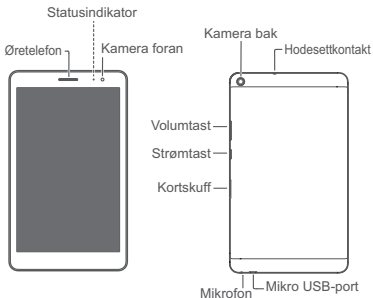 Statusindikator
Øretelefon
Kamera foran
Kamera bak
Hodesettkontakt
Volumtast
Strømtast
Kortskuff
Mikrofon
Mikro USB-port